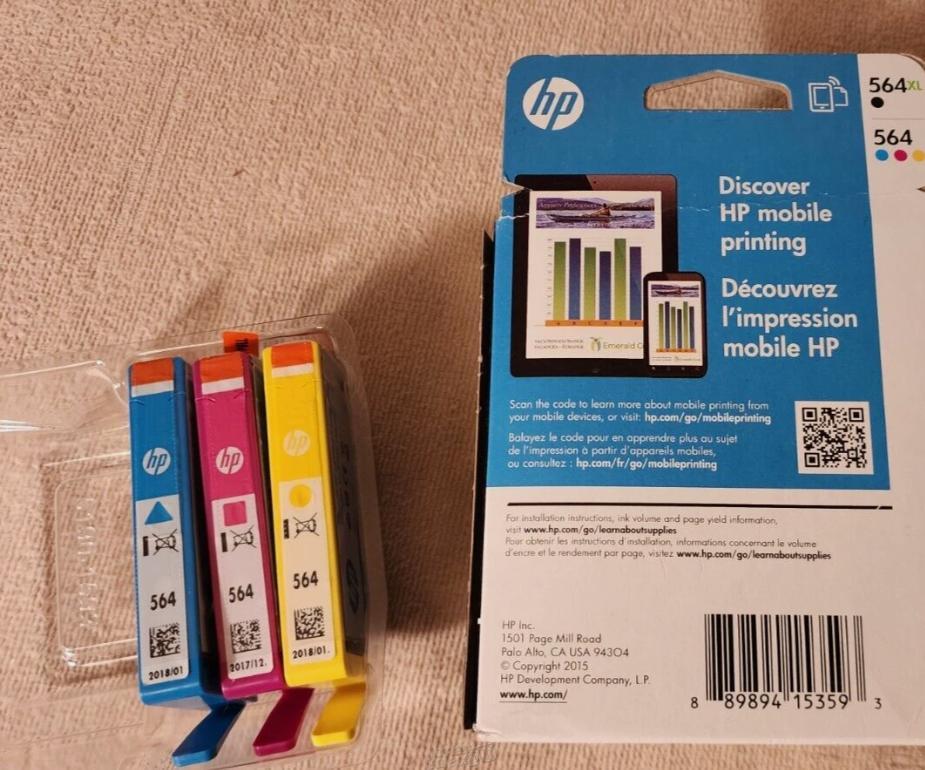 hp
564XL
564
Discover
HP mobile
printing
Découvrez
l'impression
mobile HP
Emerald
Scan the code to learn more about mobile printing from
your mobile devices, or visit: hp.com/go/mobileprinting
Balayez le code pour en apprendre plus au sujet
de l'impression à partir d'appareils mobiles,
ou consultez : hp.com/fr/go/mobileprinting
For installation instructions, ink volume and page yield information,
visit www.hp.com/go/learnaboutsupplies
Pour obtenir les instructions d'installation, informations concernant le volume
d'encre et le rendement par page, visitez www.hp.com/go/learnaboutsupplies
HP Inc.
1501 Page Mill Road
Palo Alto, CA USA 94304
© Copyright 2015
HP Development Company, L.P.
www.hp.com/
8 89894 15359 3
hp
564
2018/01
hp
564
2017/12.
hp
564
2018/01.